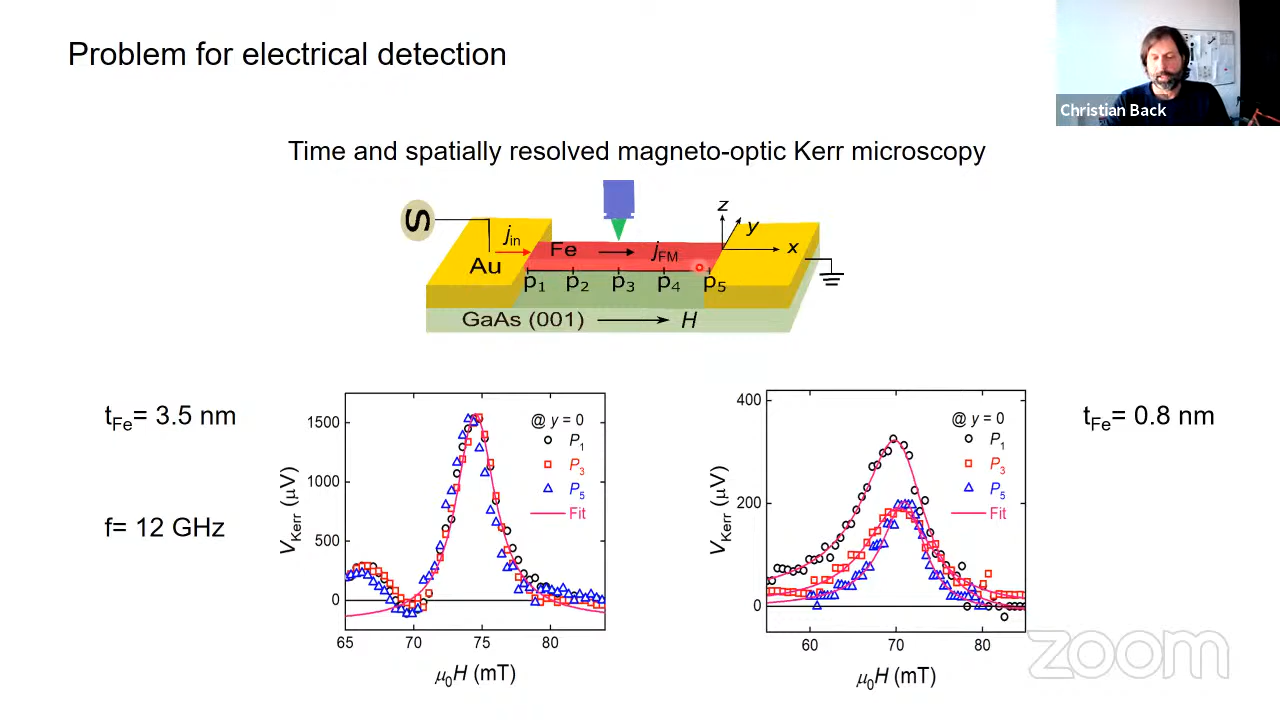 Problem for electrical detection
Christian Back
Time and spatially resolved magneto-optic Kerr microscopy
S
j_in
Au
Fe
j_FM
z
y
x
p1 p2 p3 p4 p5
GaAs (001)
H
t_Fe= 3.5 nm
f= 12 GHz
V_Kerr (μV)
1500
1000
500
0
65 70 75 80
μ0H (mT)
@ y = 0
P1
P3
P5
Fit
V_Kerr (μV)
400
200
0
60 70 80
μ0H (mT)
@ y = 0
P1
P3
P5
Fit
t_Fe= 0.8 nm
zoom